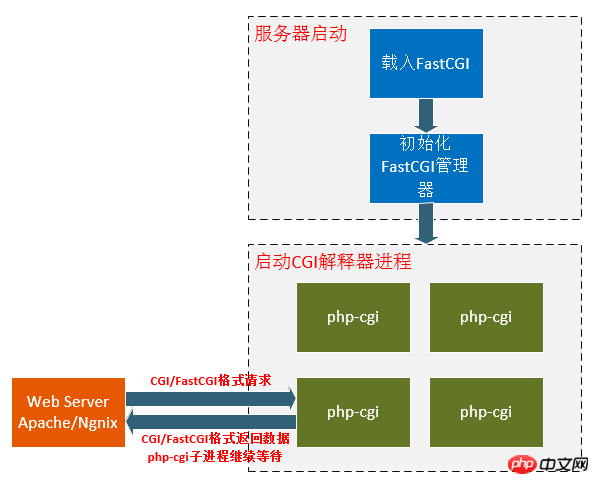 服务器启动
载入FastCGI
初始化
FastCGI管理
器
启动CGI解释器进程
php-cgi
php-cgi
CGI/FastCGI格式请求
Web Server
Apache/Ngnix
php-cgi
php-cgi
CGI/FastCGI格式返回数据
php-cgi子进程继续等待
php中文网